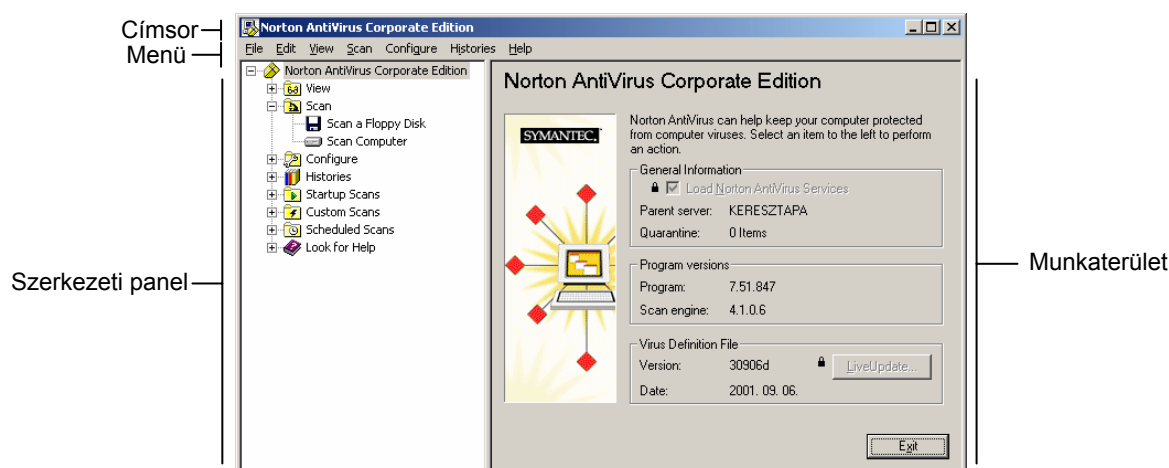 Címsor
Menü
Szerkezeti panel
Munkaterület
Norton AntiVirus Corporate Edition
File Edit View Scan Configure Histories Help
Norton AntiVirus Corporate Edition
View
Scan
Scan a Floppy Disk
Scan Computer
Configure
Histories
Startup Scans
Custom Scans
Scheduled Scans
Look for Help
Norton AntiVirus Corporate Edition
SYMANTEC.
Norton AntiVirus can help keep your computer protected
from computer viruses. Select an item to the left to perform
an action.
General Information
Load Norton AntiVirus Services
Parent server: KERESZTAPA
Quarantine: 0 Items
Program versions
Program: 7.51.847
Scan engine: 4.1.0.6
Virus Definition File
Version: 30906d LiveUpdate...
Date: 2001. 09. 06.
Exit